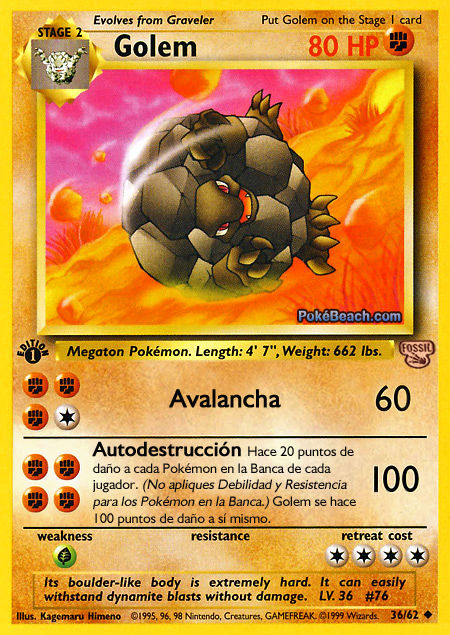 Evolves from Graveler
Put Golem on the Stage 1 card
STAGE 2
Golem
80 HP
PokéBeach.com
EDITION
1
Megaton Pokémon. Length: 4' 7", Weight: 662 lbs.
FOSSIL
Avalancha 60
Autodestrucción Hace 20 puntos de
daño a cada Pokémon en la Banca de cada
jugador. (No apliques Debilidad y Resistencia
para los Pokémon en la Banca.) Golem se hace
100 puntos de daño a sí mismo.
100
weakness
resistance
retreat cost
Its boulder-like body is extremely hard. It can easily
withstand dynamite blasts without damage. LV. 36 #76
Illus. Kagemaru Himeno ©1995, 96, 98 Nintendo, Creatures, GAMEFREAK. ©1999 Wizards. 36/62